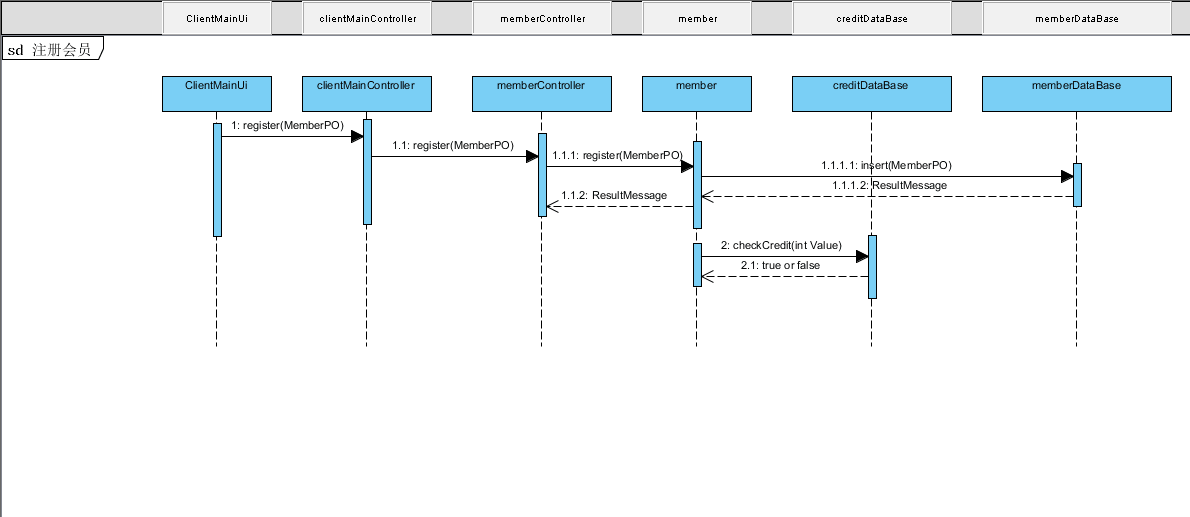 ClientMainUi clientMainController memberController member creditDataBase memberDataBase
sd 注册会员
ClientMainUi clientMainController memberController member creditDataBase memberDataBase
1: register(MemberPO)
1.1: register(MemberPO)
1.1.1: register(MemberPO)
1.1.1.1: insert(MemberPO)
1.1.1.2: ResultMessage
1.1.2: ResultMessage
2: checkCredit(int Value)
2.1: true or false